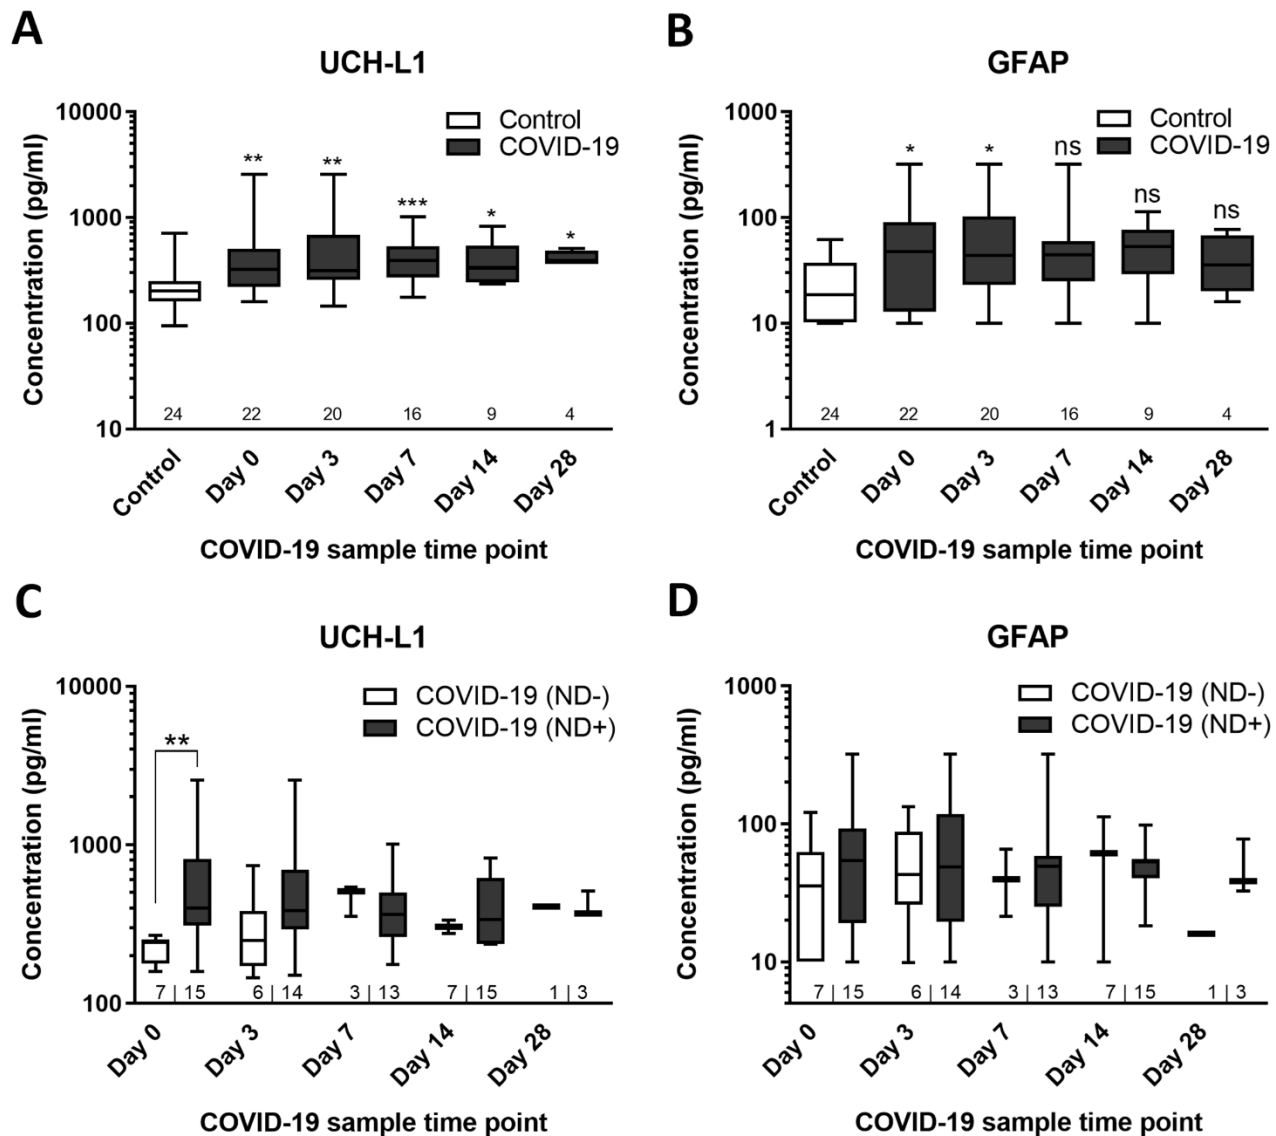 A
UCH-L1
Concentration (pg/ml)
10000
1000
100
10
Control
COVID-19
**
**
***
*
*
24 22 20 16 9 4
Control Day 0 Day 3 Day 7 Day 14 Day 28
COVID-19 sample time point
B
GFAP
Concentration (pg/ml)
1000
100
10
1
Control
COVID-19
*
*
ns
ns
ns
24 22 20 16 9 4
Control Day 0 Day 3 Day 7 Day 14 Day 28
COVID-19 sample time point
C
UCH-L1
Concentration (pg/ml)
10000
1000
100
COVID-19 (ND-)
COVID-19 (ND+)
**
7 15 6 14 3 13 7 15 1 3
Day 0 Day 3 Day 7 Day 14 Day 28
COVID-19 sample time point
D
GFAP
Concentration (pg/ml)
1000
100
10
COVID-19 (ND-)
COVID-19 (ND+)
7 15 6 14 3 13 7 15 1 3
Day 0 Day 3 Day 7 Day 14 Day 28
COVID-19 sample time point